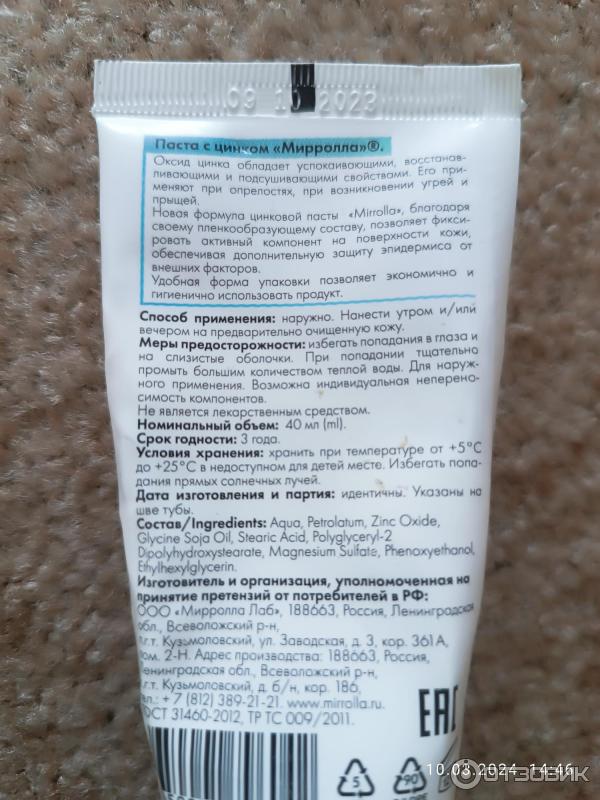 09 10 2023
Паста с цинком «Мирролла»®.
Оксид цинка обладает успокаивающими, восстанав-
ливающими и подсушивающими свойствами. Его при-
меняют при опрелостях, при возникновении угрей и
прыщей.
Новая формула цинковой пасты «Mirrolla», благодаря
своему пленкообразующему составу, позволяет фикси-
ровать активный компонент на поверхности кожи,
обеспечивая дополнительную защиту эпидермиса от
внешних факторов.
Удобная форма упаковки позволяет экономично и
гигиенично использовать продукт.
Способ применения: наружно. Нанести утром и/или
вечером на предварительно очищенную кожу.
Меры предосторожности: избегать попадания в глаза и
на слизистые оболочки. При попадании тщательно
промыть большим количеством теплой воды. Для наруж-
ного применения. Возможна индивидуальная неперено-
симость компонентов.
Не является лекарственным средством.
Номинальный объем: 40 мл (ml).
Срок годности: 3 года.
Условия хранения: хранить при температуре от +5°C
до +25°C в недоступном для детей месте. Избегать попа-
дания прямых солнечных лучей.
Дата изготовления и партия: идентичны. Указаны на
шве тубы.
Состав/Ingredients: Aqua, Petrolatum, Zinc Oxide,
Glycine Soja Oil, Stearic Acid, Polyglyceryl-2
Dipolyhydroxystearate, Magnesium Sulfate, Phenoxyethanol,
Ethylhexylglycerin.
Изготовитель и организация, уполномоченная на
принятие претензий от потребителей в РФ:
ООО «Мирролла Лаб», 188663, Россия, Ленинградская
обл., Всеволожский р-н,
г.т. Кузьмоловский, ул. Заводская, д. 3, кор. 361А,
ом. 2-Н. Адрес производства: 188663, Россия,
Ленинградская обл., Всеволожский р-н,
.г.т. Кузьмоловский, д. б/н, кор. 186,
ел.: + 7 (812) 389-21-21. www.mirrolla.ru.
ОСТ 31460-2012, ТР ТС 009/2011.
EAC
5
90
10.03.2024 14:46
ОТЗОВИК